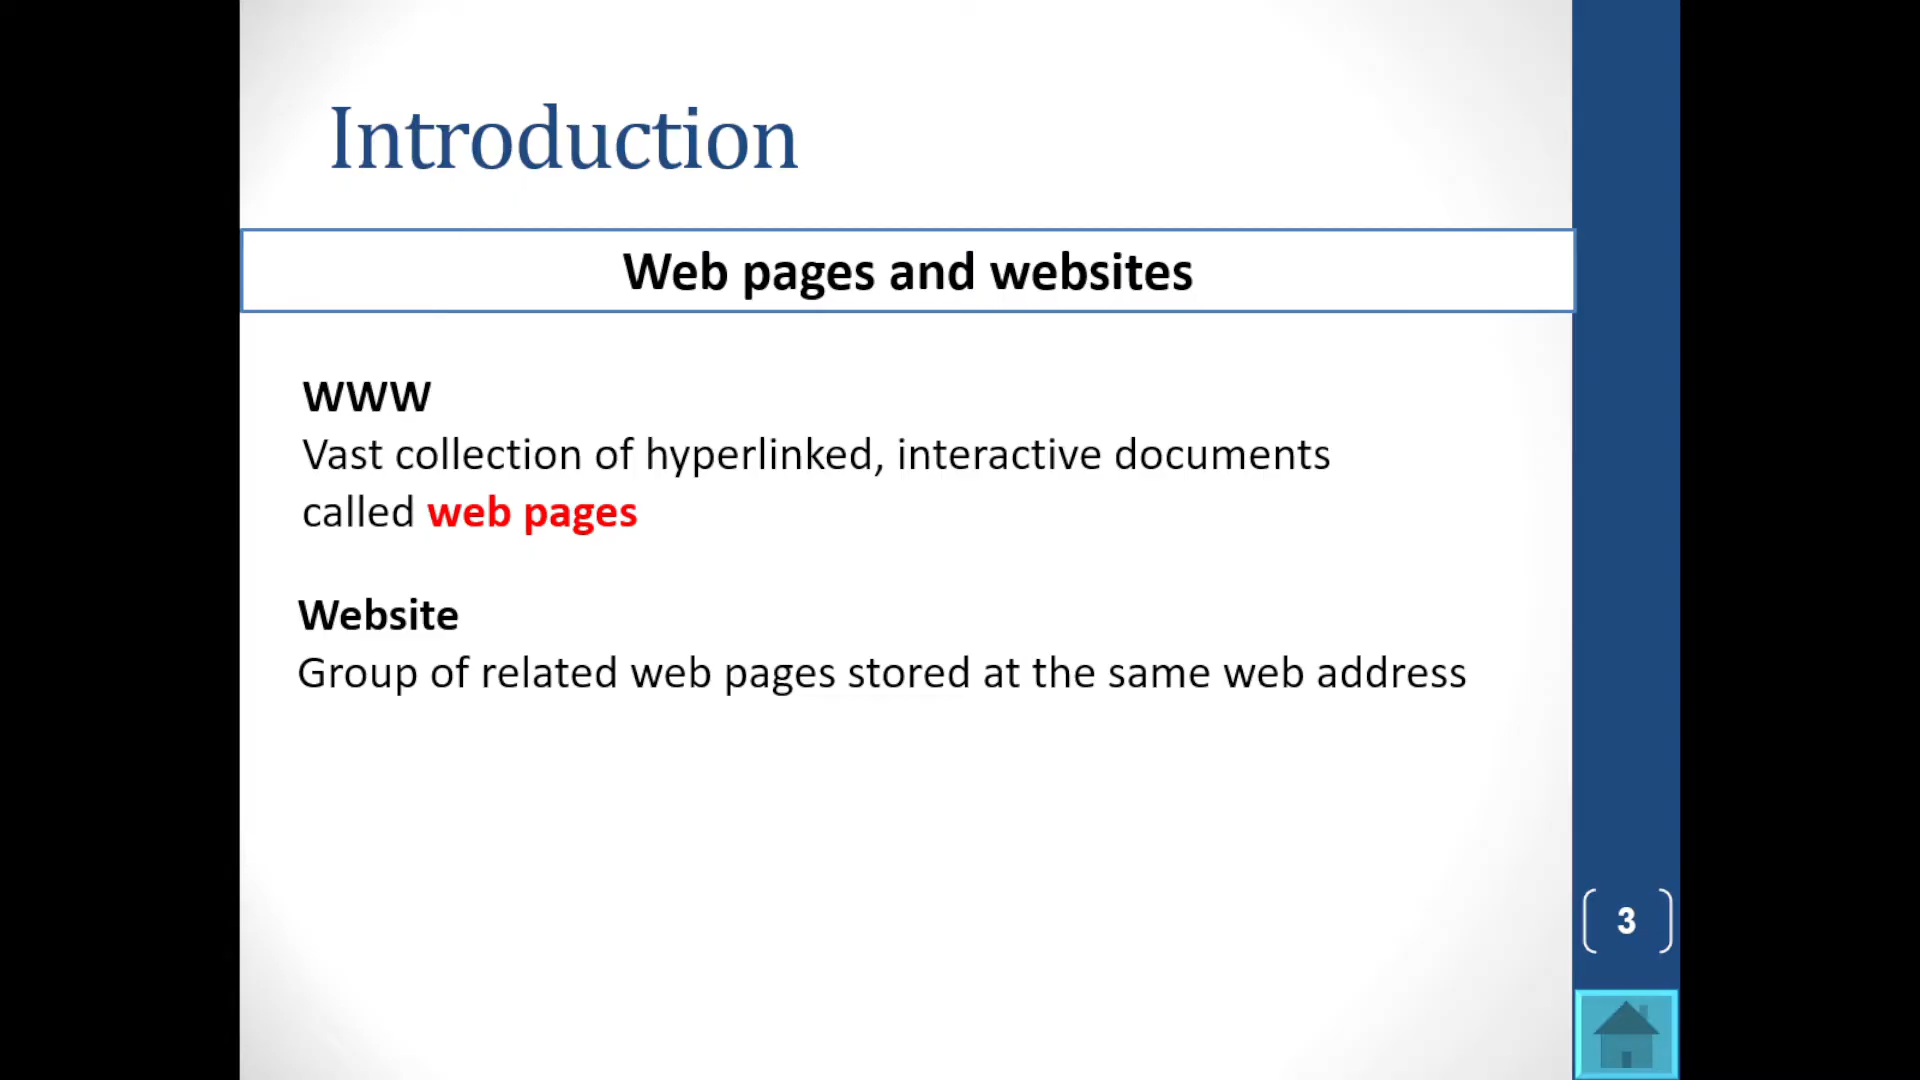 Introduction
Web pages and websites
WWW
Vast collection of hyperlinked, interactive documents
called web pages
Website
Group of related web pages stored at the same web address
3